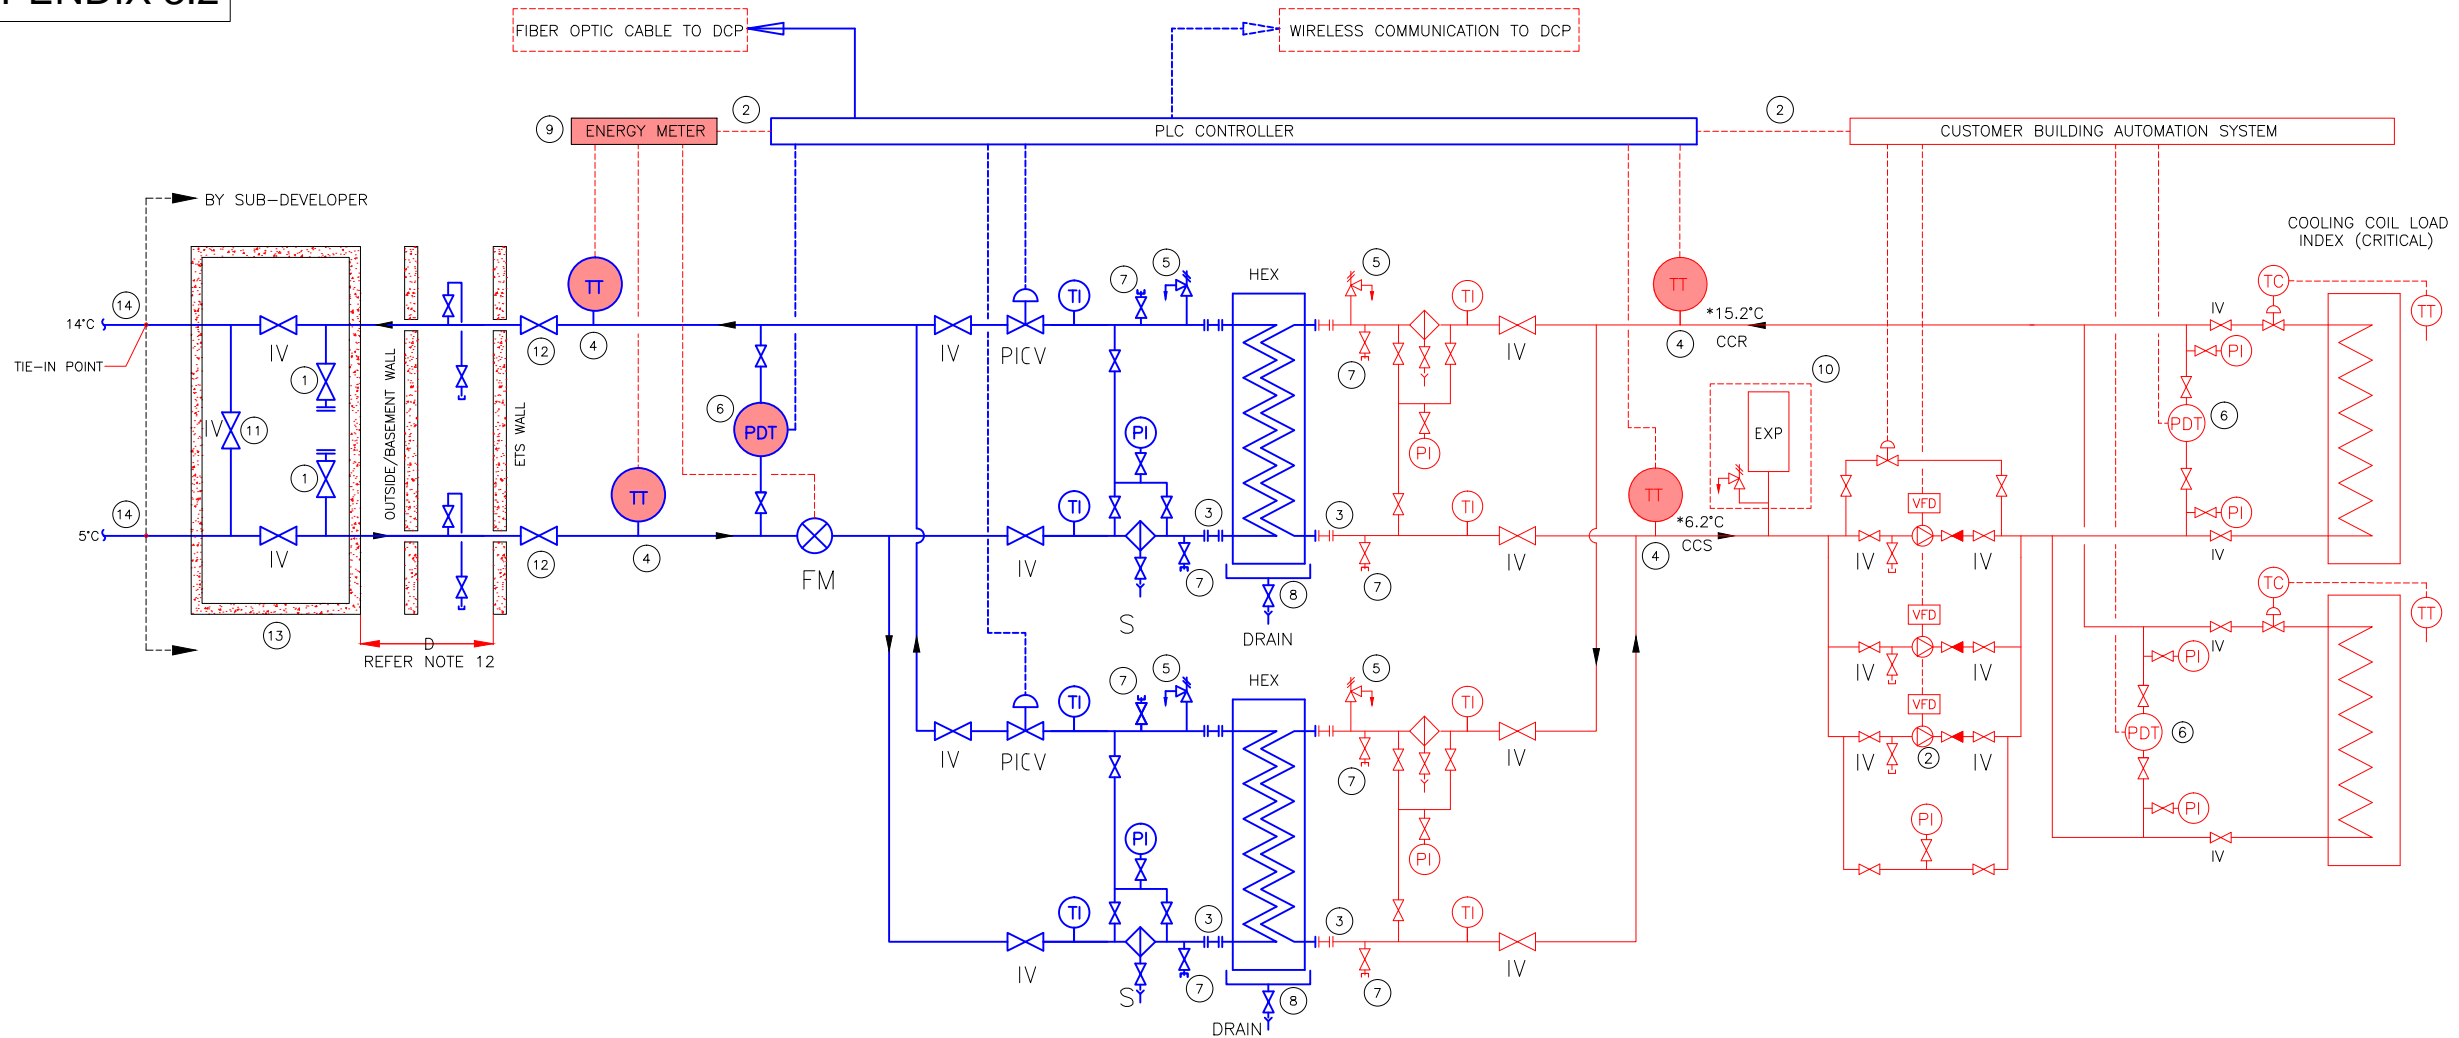 PENDIX 3.2
FIBER OPTIC CABLE TO DCP
WIRELESS COMMUNICATION TO DCP
9
ENERGY METER
2
PLC CONTROLLER
2
CUSTOMER BUILDING AUTOMATION SYSTEM
BY SUB-DEVELOPER
COOLING COIL LOAD
INDEX (CRITICAL)
14
14°C
TIE-IN POINT
IV
1
IV
11
1
14
5°C
IV
13
OUTSIDE/BASEMENT WALL
ETS WALL
D
REFER NOTE 12
12
12
TT
4
TT
4
6
PDT
FM
IV
PICV
TI
7
5
HEX
5
TI
7
IV
PI
PI
TI
IV
S
3
7
8
DRAIN
3
7
TI
IV
TT
4
*15.2°C
CCR
TT
4
*6.2°C
CCS
10
EXP
VFD
IV
IV
VFD
IV
IV
VFD
IV
2
IV
PI
TC
TT
IV
PI
PDT
6
PI
IV
TC
TT
IV
PI
PDT
6
PI
IV
IV
PICV
TI
7
5
HEX
5
TI
7
IV
PI
PI
TI
IV
S
3
7
8
DRAIN
3
7
TI
IV